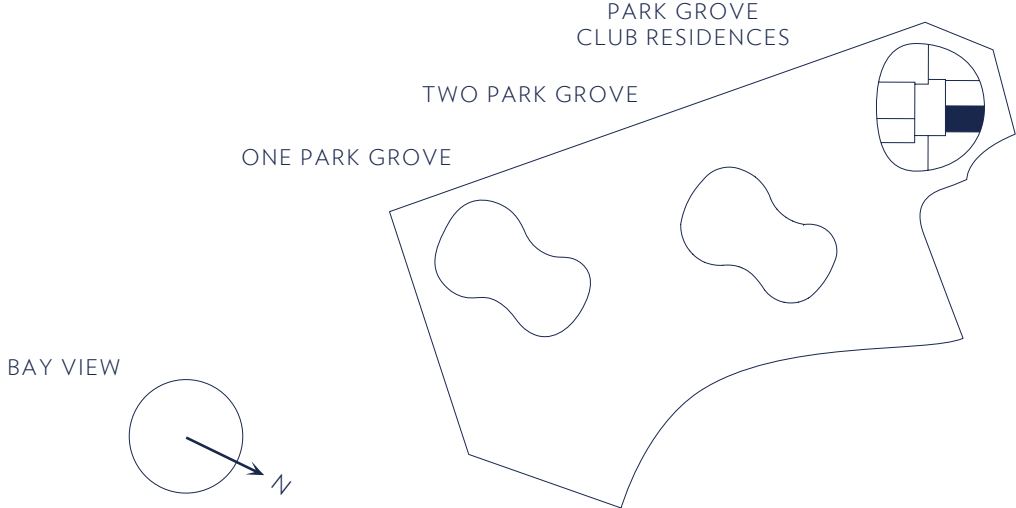 PARK GROVE
CLUB RESIDENCES
TWO PARK GROVE
ONE PARK GROVE
BAY VIEW
N